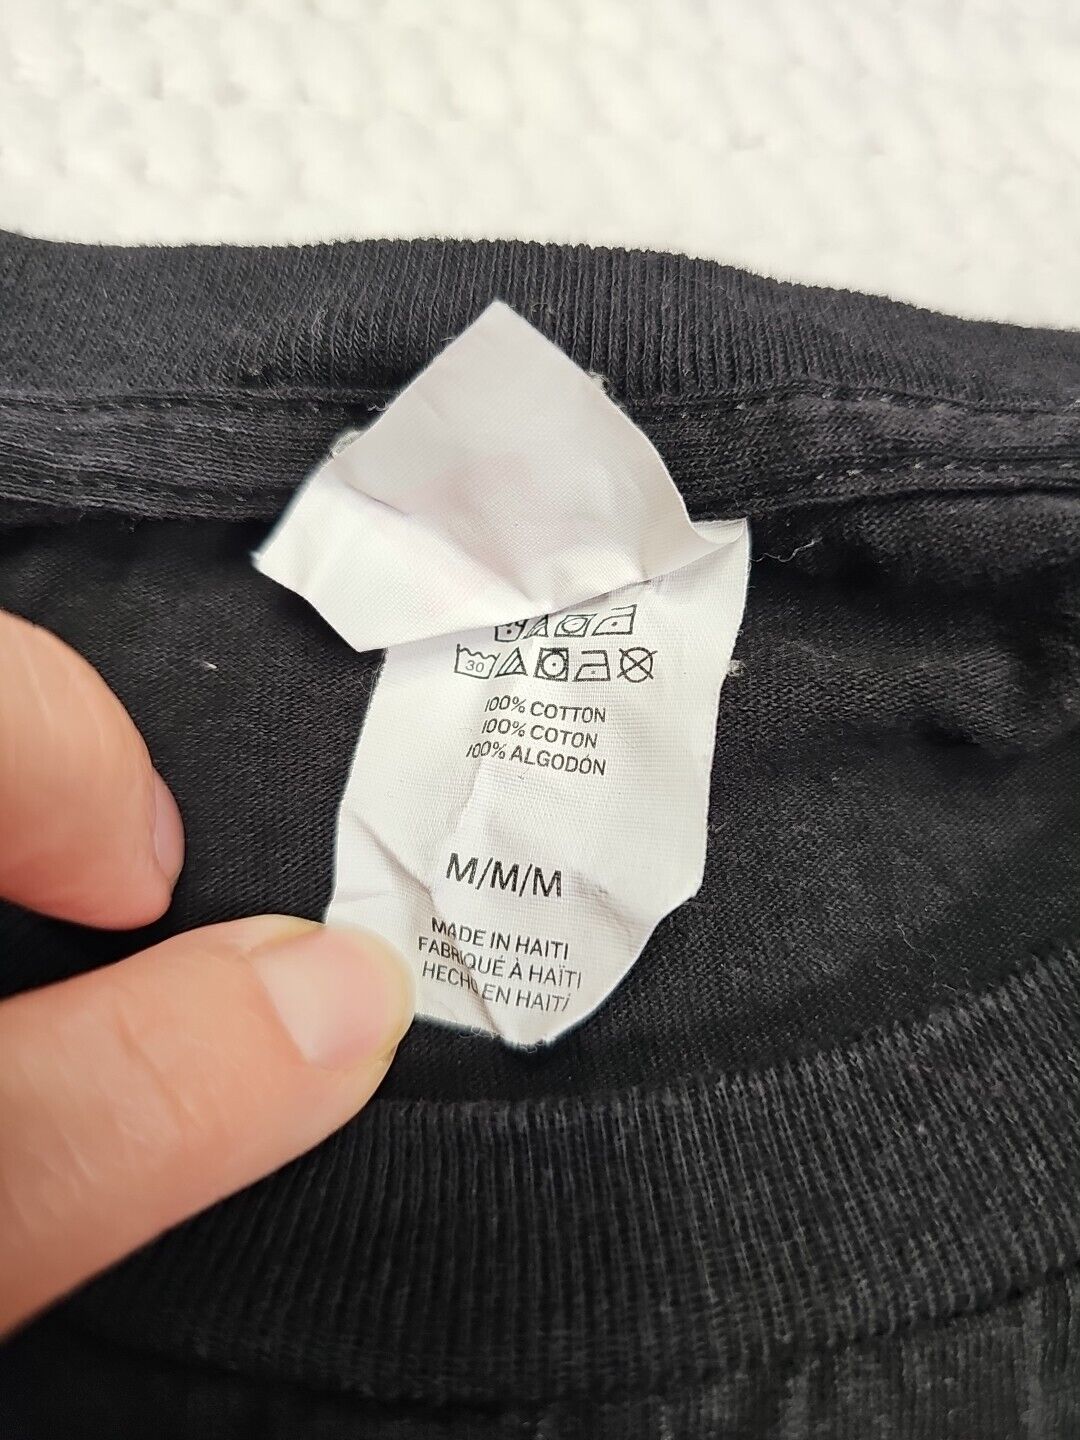 30
100% COTTON
100% COTON
100% ALGODÓN
M/M/M
MADE IN HAITI
FABRIQUÉ À HAÏTI
HECHO EN HAITÍ